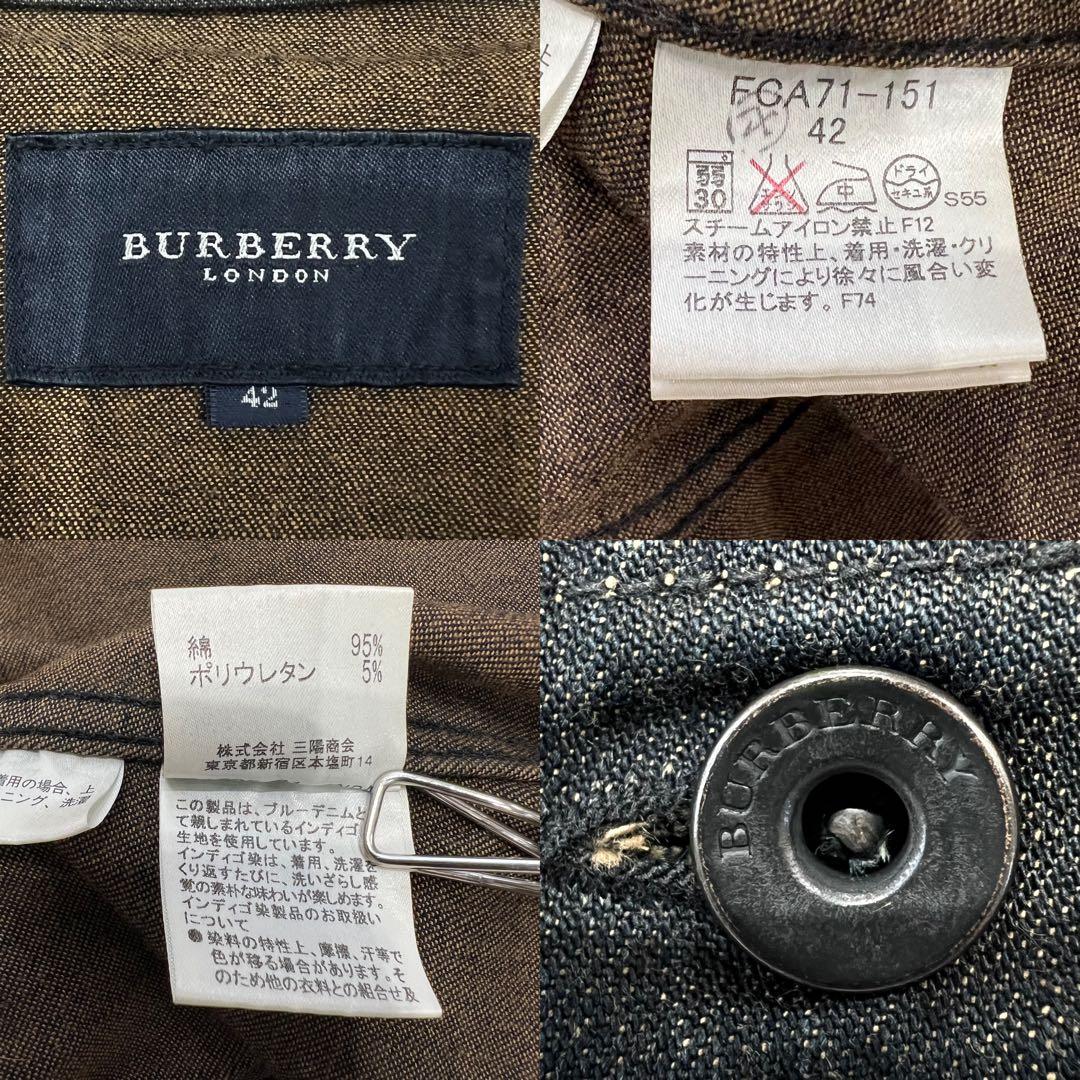 BURBERRY
LONDON
42
FCA71-151
42
弱
30
エンソ
サラシ
中
ドライ
セキユ系
S55
スチームアイロン禁止F12
素材の特性上、着用・洗濯・クリ
ーニングにより徐々に風合い変
化が生じます。F74
綿 95%
ポリウレタン 5%
株式会社 三陽商会
東京都新宿区本塩町14
着用の場合、上
ニング、洗濯
この製品は、ブルーデニムと
て親しまれているインディゴ
生地を使用しています。
インディゴ染は、着用、洗濯を
くり返すたびに、洗いざらし感
覚の素朴な味わいが楽しめます。
インディゴ染製品のお取扱い
について
●染料の特性上、摩擦、汗等で
色が移る場合があります。そ
のため他の衣料との組合せ及
BURBERRY